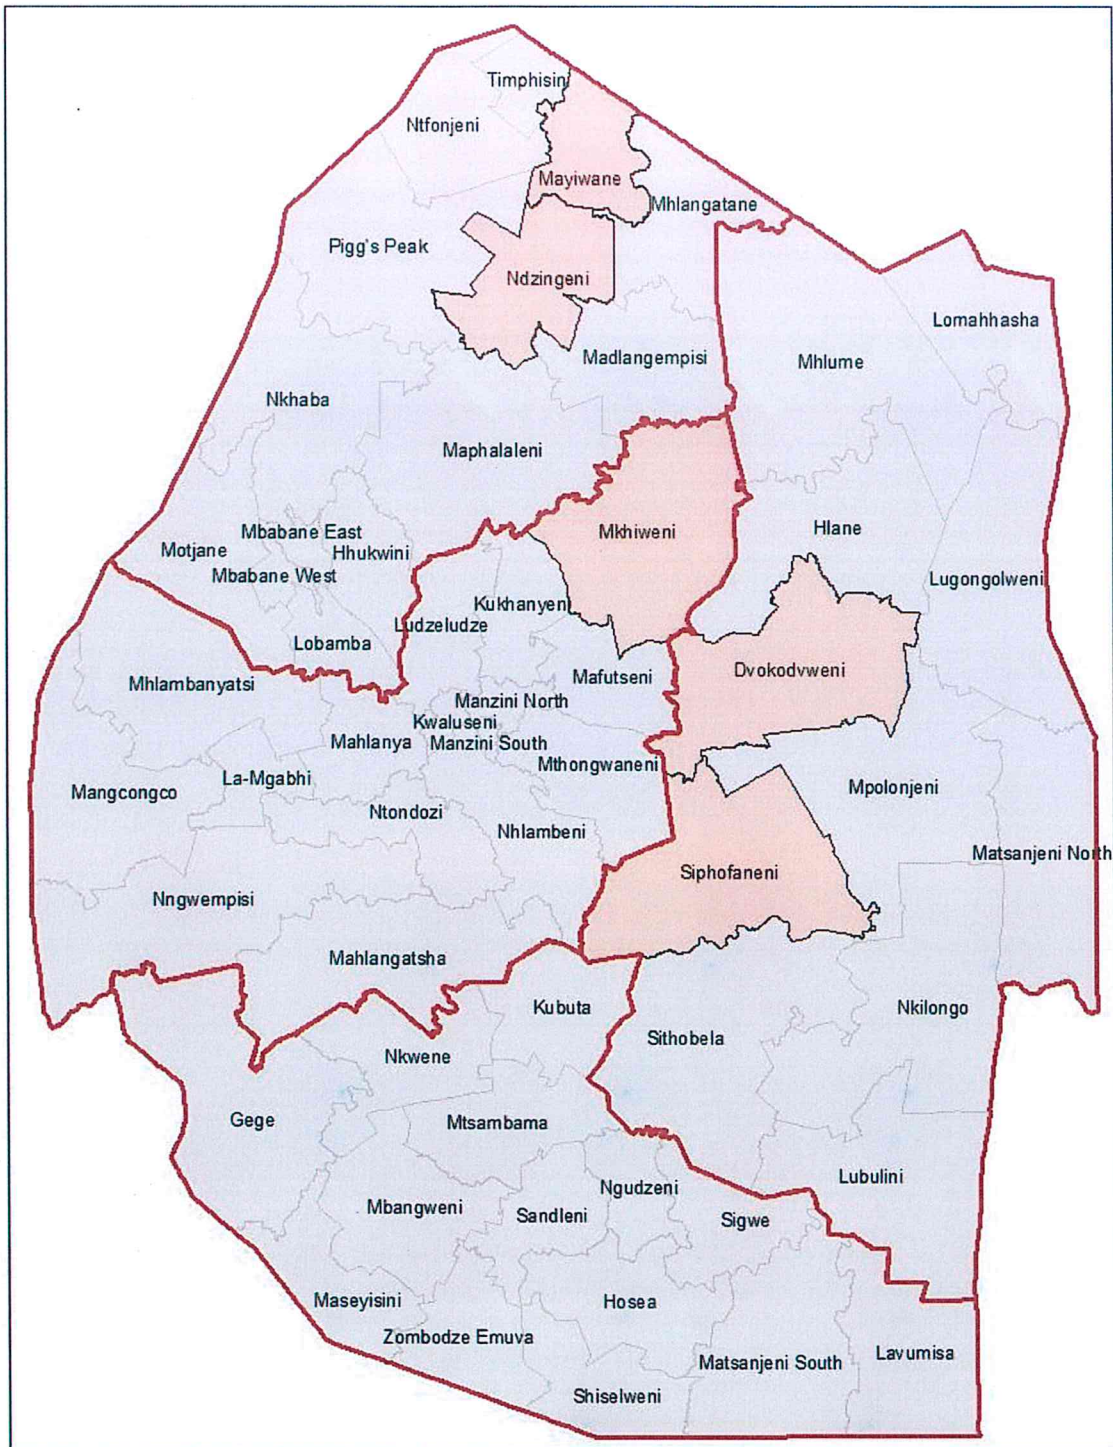 Timphisin
Ntfonjeni
Mayiwane
Mhlangatane
Pigg's Peak
Ndzingeni
Lomahhasha
Madlangempisi
Mhlume
Nkhaba
Maphalaleni
Mkhiweni
Hlane
Mbabane East
Motjane
Hhukwini
Mbabane West
Lugongolweni
Kukhanyeni
Ludzeludze
Lobamba
Mhlambanyatsi
Mafutseni
Dvokodvweni
Manzini North
Kwaluseni
Mahlanya
Manzini South
Mthongwaneni
La-Mgabhi
Mangcongco
Mpolonjeni
Ntondozi
Nhlambeni
Matsanjeni North
Siphofaneni
Nngwempisi
Mahlangatsha
Kubuta
Nkilongo
Sithobela
Nkwene
Gege
Mtsambama
Lubulini
Ngudzeni
Mbangweni
Sandleni
Sigwe
Maseyisini
Hosea
Zombodze Emuva
Lavumisa
Matsanjeni South
Shiselweni